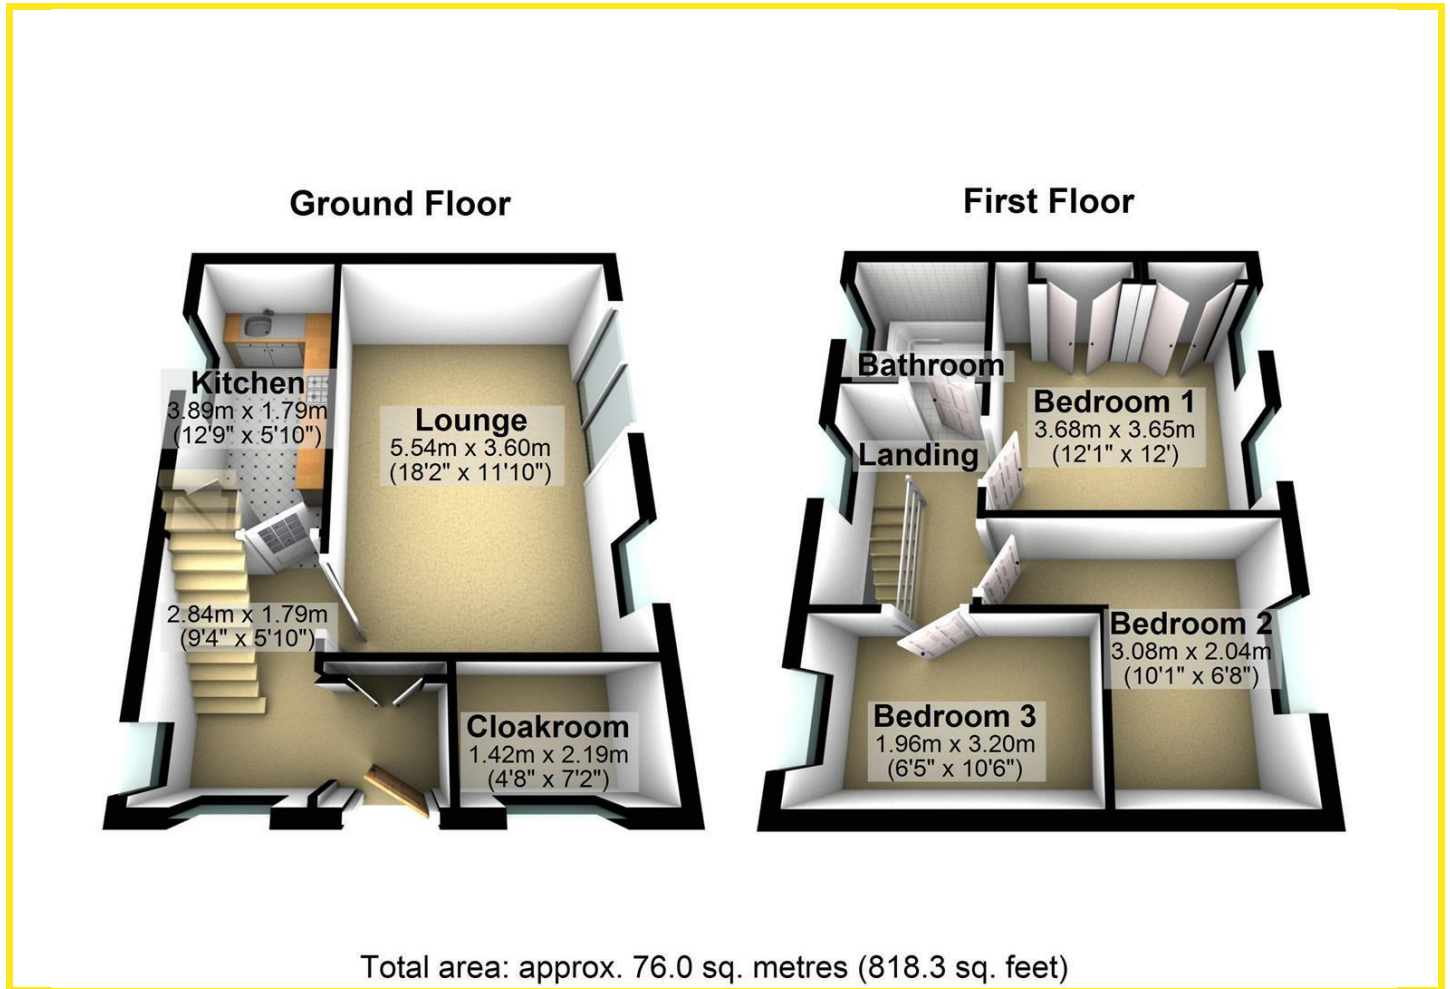 Ground Floor
First Floor
Kitchen
3.89m x 1.79m
(12'9" x 5'10")
Lounge
5.54m x 3.60m
(18'2" x 11'10")
2.84m x 1.79m
(9'4" x 5'10")
Cloakroom
1.42m x 2.19m
(4'8" x 7'2")
Bathroom
Landing
Bedroom 1
3.68m x 3.65m
(12'1" x 12')
Bedroom 2
3.08m x 2.04m
(10'1" x 6'8")
Bedroom 3
1.96m x 3.20m
(6'5" x 10'6")
Total area: approx. 76.0 sq. metres (818.3 sq. feet)